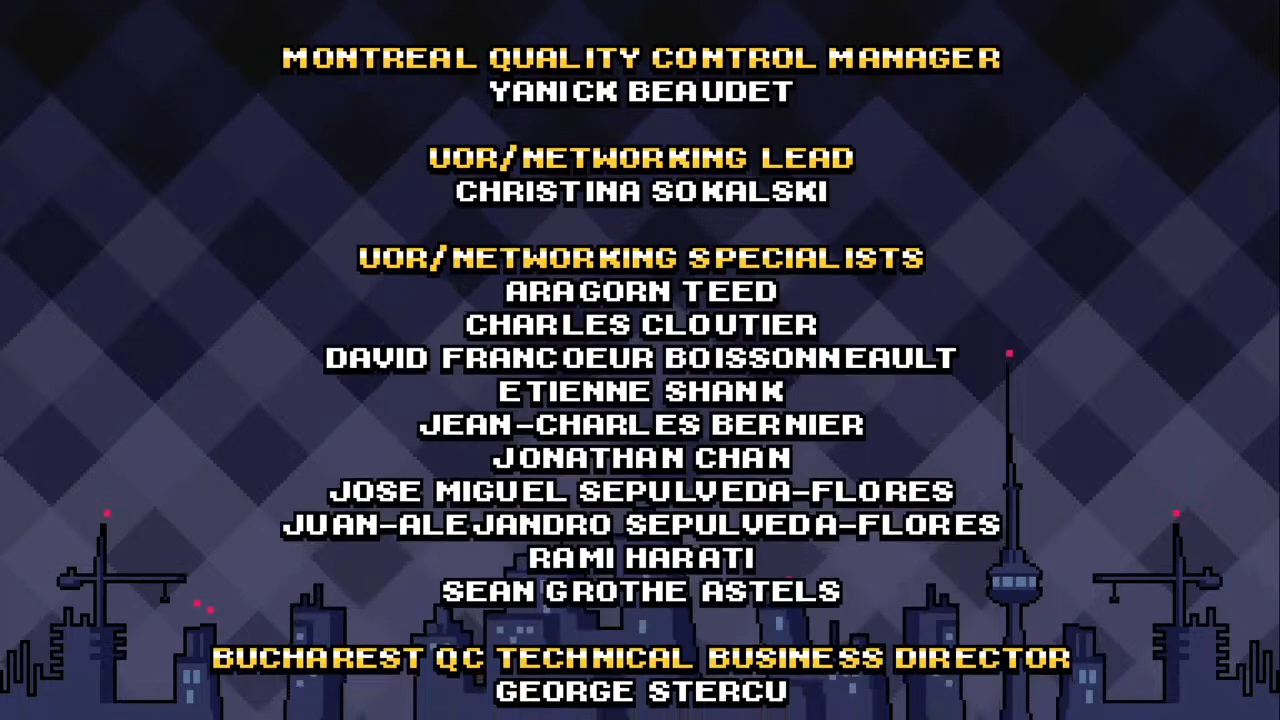 MONTREAL QUALITY CONTROL MANAGER
YANICK BEAUDET
VOR/NETWORKING LEAD
CHRISTINA SOKALSKI
VOR/NETWORKING SPECIALISTS
ARAGORN TEED
CHARLES CLOUTIER
DAVID FRANCOEUR BOISSONNEAULT
ETIENNE SHANK
JEAN-CHARLES BERNIER
JONATHAN CHAN
JOSE MIGUEL SEPULVEDA-FLORES
JUAN-ALEJANDRO SEPULVEDA-FLORES
RAMI HARATI
SEAN GROTHE ASTELS
BUCHAREST QC TECHNICAL BUSINESS DIRECTOR
GEORGE STERCU